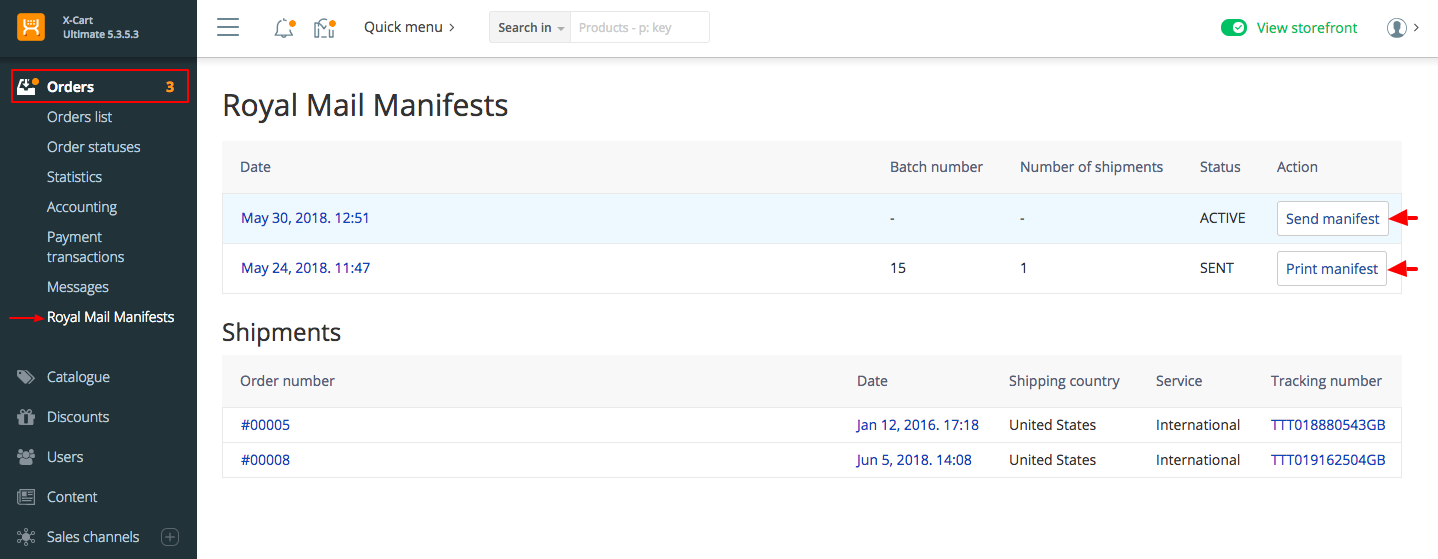 X-Cart
Ultimate 5.3.5.3
Quick menu
Search in
Products - p: key
View storefront
Orders 3
Orders list
Order statuses
Statistics
Accounting
Payment
transactions
Messages
Royal Mail Manifests
Catalogue
Discounts
Users
Content
Sales channels
Royal Mail Manifests
Date Batch number Number of shipments Status Action
May 30, 2018. 12:51 - - ACTIVE Send manifest
May 24, 2018. 11:47 15 1 SENT Print manifest
Shipments
Order number Date Shipping country Service Tracking number
#00005 Jan 12, 2016. 17:18 United States International TTT018880543GB
#00008 Jun 5, 2018. 14:08 United States International TTT019162504GB